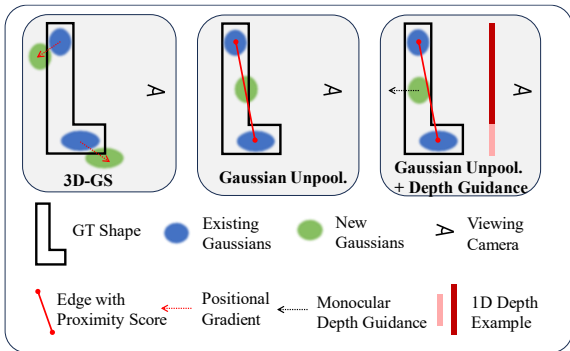 3D-GS
Gaussian Unpool.
Gaussian Unpool.
+ Depth Guidance
GT Shape
Existing
Gaussians
New
Gaussians
Viewing
Camera
Edge with
Proximity Score
Positional
Gradient
Monocular
Depth Guidance
1D Depth
Example